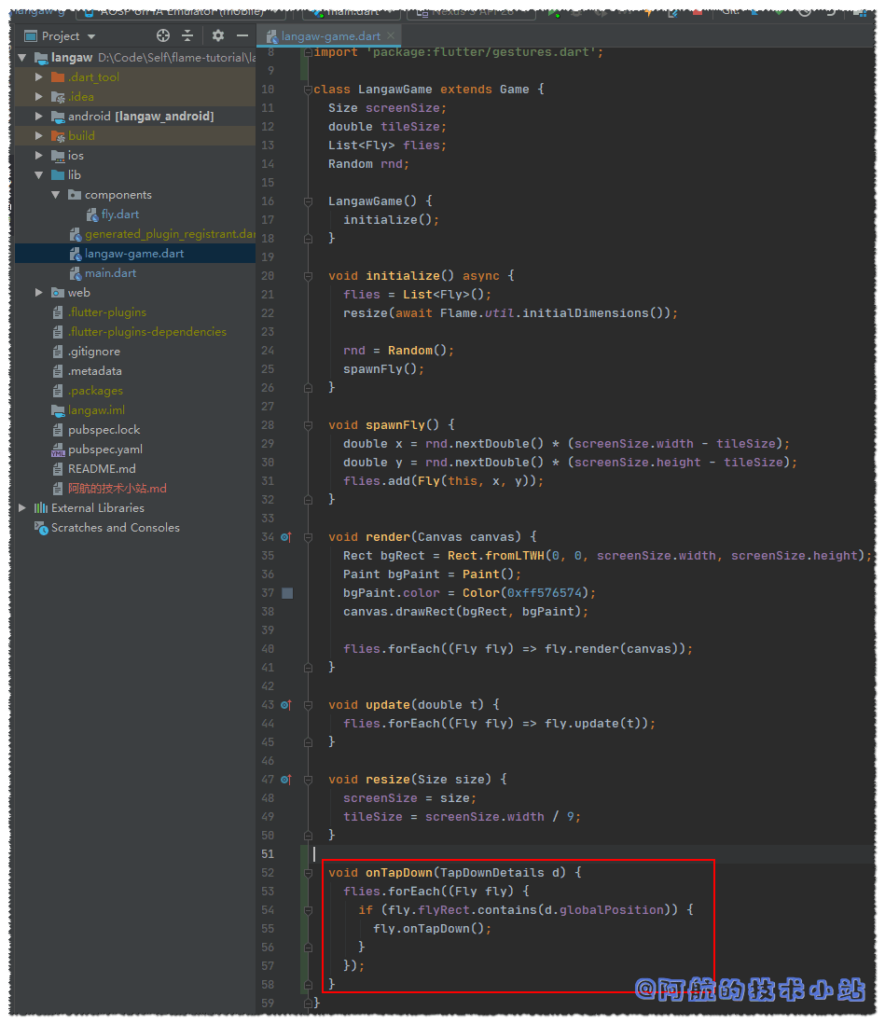 Project
langaw-game.dart
langaw D:\Code\Self\flame-tutorial\la
.dart_tool
.idea
android [langaw_android]
build
ios
lib
components
fly.dart
generated_plugin_registrant.dar
langaw-game.dart
main.dart
web
.flutter-plugins
.flutter-plugins-dependencies
.gitignore
.metadata
.packages
langaw.iml
pubspec.lock
pubspec.yaml
README.md
阿航的技术小站.md
External Libraries
Scratches and Consoles
8 import 'package:flutter/gestures.dart';
9
10 class LangawGame extends Game {
11 Size screenSize;
12 double tileSize;
13 List<Fly> flies;
14 Random rnd;
15
16 LangawGame() {
17 initialize();
18 }
19
20 void initialize() async {
21 flies = List<Fly>();
22 resize(await Flame.util.initialDimensions());
23
24 rnd = Random();
25 spawnFly();
26 }
27
28 void spawnFly() {
29 double x = rnd.nextDouble() * (screenSize.width - tileSize);
30 double y = rnd.nextDouble() * (screenSize.height - tileSize);
31 flies.add(Fly(this, x, y));
32 }
33
34 void render(Canvas canvas) {
35 Rect bgRect = Rect.fromLTWH(0, 0, screenSize.width, screenSize.height);
36 Paint bgPaint = Paint();
37 bgPaint.color = Color(0xff576574);
38 canvas.drawRect(bgRect, bgPaint);
39
40 flies.forEach((Fly fly) => fly.render(canvas));
41 }
42
43 void update(double t) {
44 flies.forEach((Fly fly) => fly.update(t));
45 }
46
47 void resize(Size size) {
48 screenSize = size;
49 tileSize = screenSize.width / 9;
50 }
51
52 void onTapDown(TapDownDetails d) {
53 flies.forEach((Fly fly) {
54 if (fly.flyRect.contains(d.globalPosition)) {
55 fly.onTapDown();
56 }
57 });
58 }
59 }
@阿航的技术小站